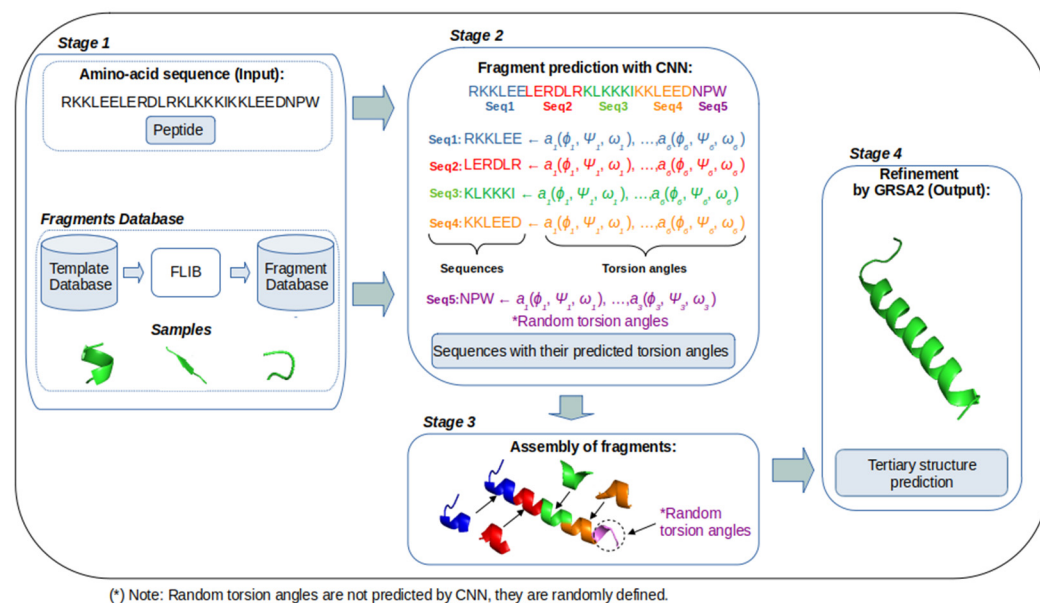 Stage 1
Amino-acid sequence (Input):
RKKLEELERDLRKLKKKIKKLEEDNPW
Peptide
Fragments Database
Template
Database
FLIB
Fragment
Database
Samples
Stage 2
Fragment prediction with CNN:
RKKLEELERDLRKLKKKIKKLEEDNPW
Seq1 Seq2 Seq3 Seq4 Seq5
Seq1: RKKLEE ← a₁(ϕ₁, Ψ₁, ω₁), ...,a₆(ϕ₆, Ψ₆, ω₆)
Seq2: LERDLR ← a₁(ϕ₁, Ψ₁, ω₁), ...,a₆(ϕ₆, Ψ₆, ω₆)
Seq3: KLKKKI ← a₁(ϕ₁, Ψ₁, ω₁), ...,a₆(ϕ₆, Ψ₆, ω₆)
Seq4: KKLEED ← a₁(ϕ₁, Ψ₁, ω₁), ...,a₆(ϕ₆, Ψ₆, ω₆)
Sequences Torsion angles
Seq5:NPW ← a₁(ϕ₁, Ψ₁, ω₁), ...,a₃(ϕ₃, Ψ₃, ω₃)
*Random torsion angles
Sequences with their predicted torsion angles
Stage 3
Assembly of fragments:
*Random
torsion angles
Stage 4
Refinement
by GRSA2 (Output):
Tertiary structure
prediction
(*) Note: Random torsion angles are not predicted by CNN, they are randomly defined.